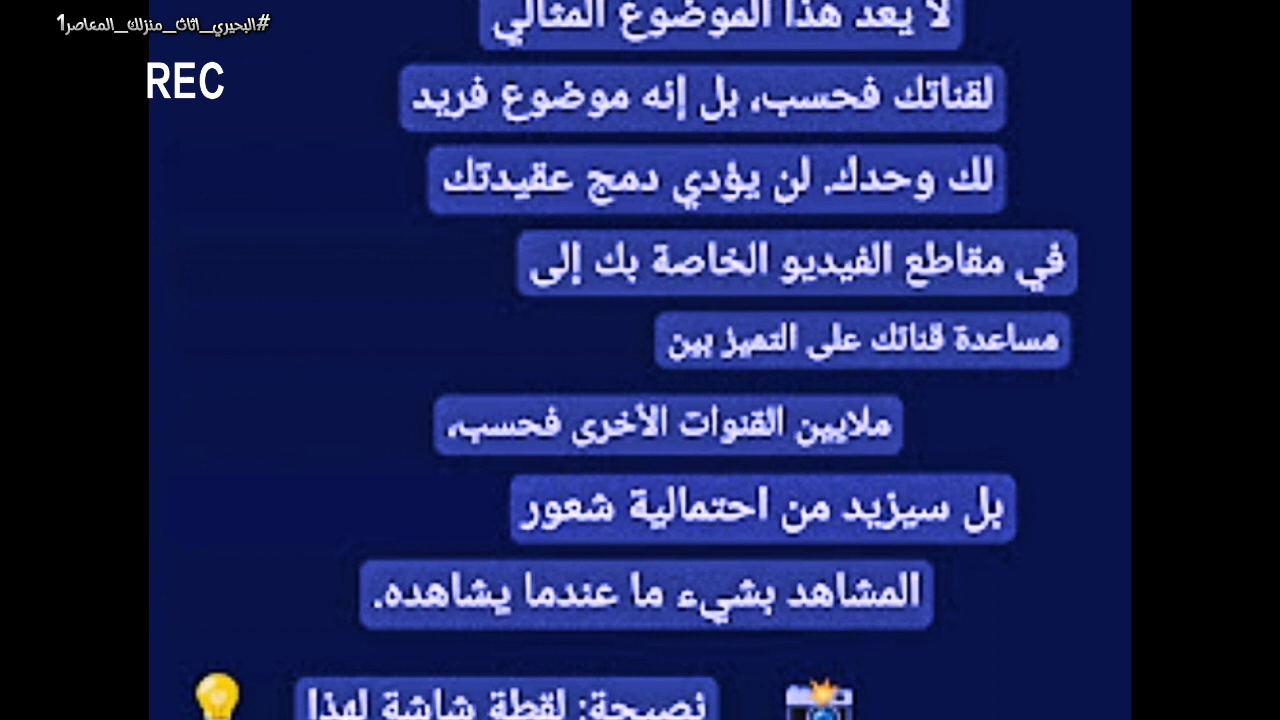 #البحيري_اثاث_منزلك_المعاصر1
REC
لا يعد هذا الموضوع المثالي
لقناتك فحسب، بل إنه موضوع فريد
لك وحدك. لن يؤدي دمج عقيدتك
في مقاطع الفيديو الخاصة بك إلى
مساعدة قناتك على التميز بين
ملايين القنوات الأخرى فحسب،
بل سيزيد من احتمالية شعور
المشاهد بشيء ما عندما يشاهده.
نصيحة: لقطة شاشة لهذا